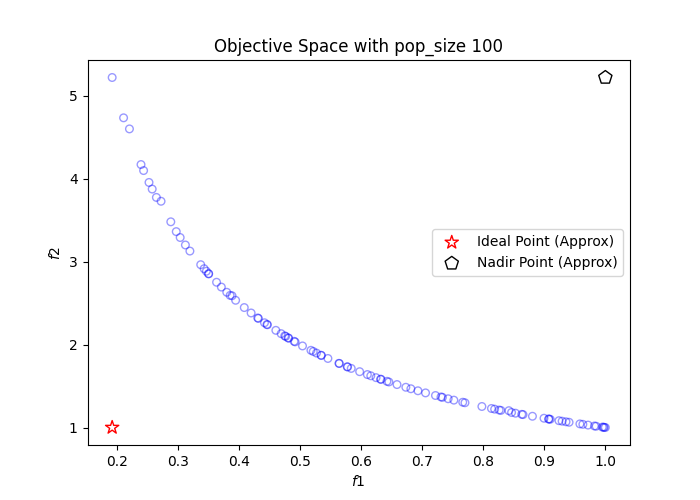 Objective Space with pop_size 100
5
4
3
2
1
f2
Ideal Point (Approx)
Nadir Point (Approx)
0.2 0.3 0.4 0.5 0.6 0.7 0.8 0.9 1.0
f1